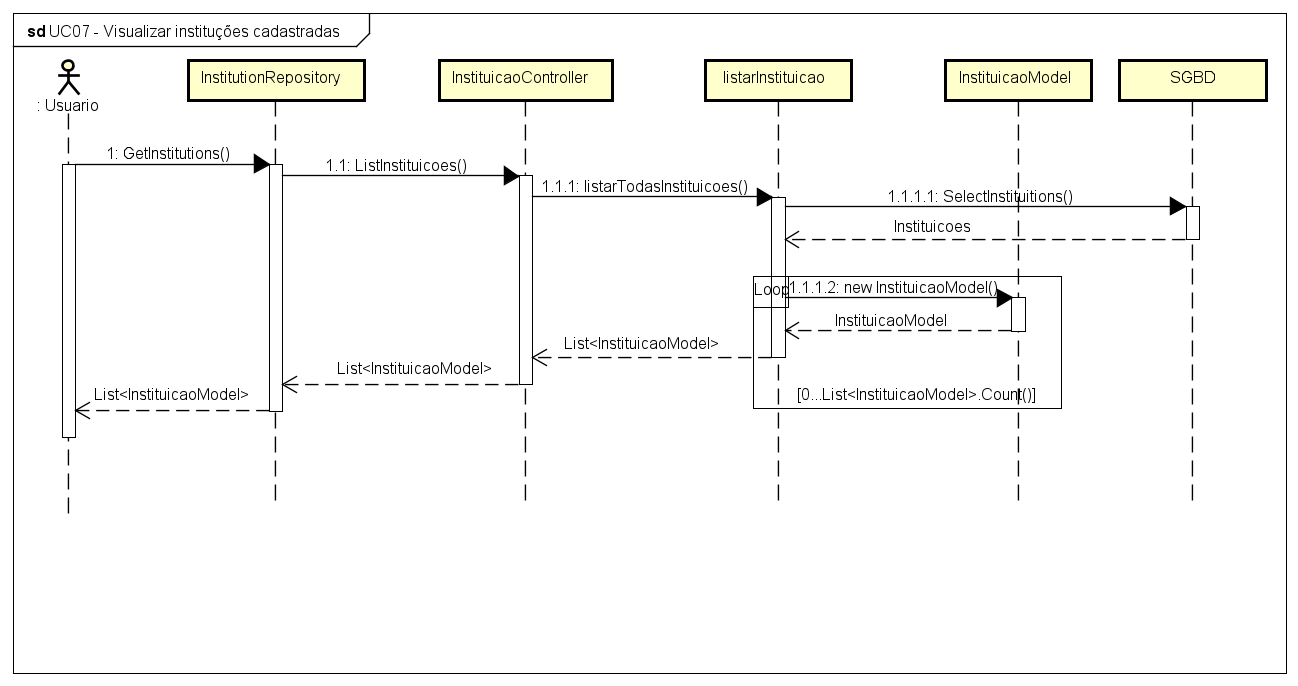 sd UC07 - Visualizar instituções cadastradas
: Usuario
InstitutionRepository
InstituicaoController
listarInstituicao
InstituicaoModel
SGBD
1: GetInstitutions()
1.1: ListInstituicoes()
1.1.1: listarTodasInstituicoes()
1.1.1.1: SelectInstituitions()
Instituicoes
Loop
1.1.1.2: new InstituicaoModel()
InstituicaoModel
List<InstituicaoModel>
List<InstituicaoModel>
List<InstituicaoModel>
[0...List<InstituicaoModel>.Count()]